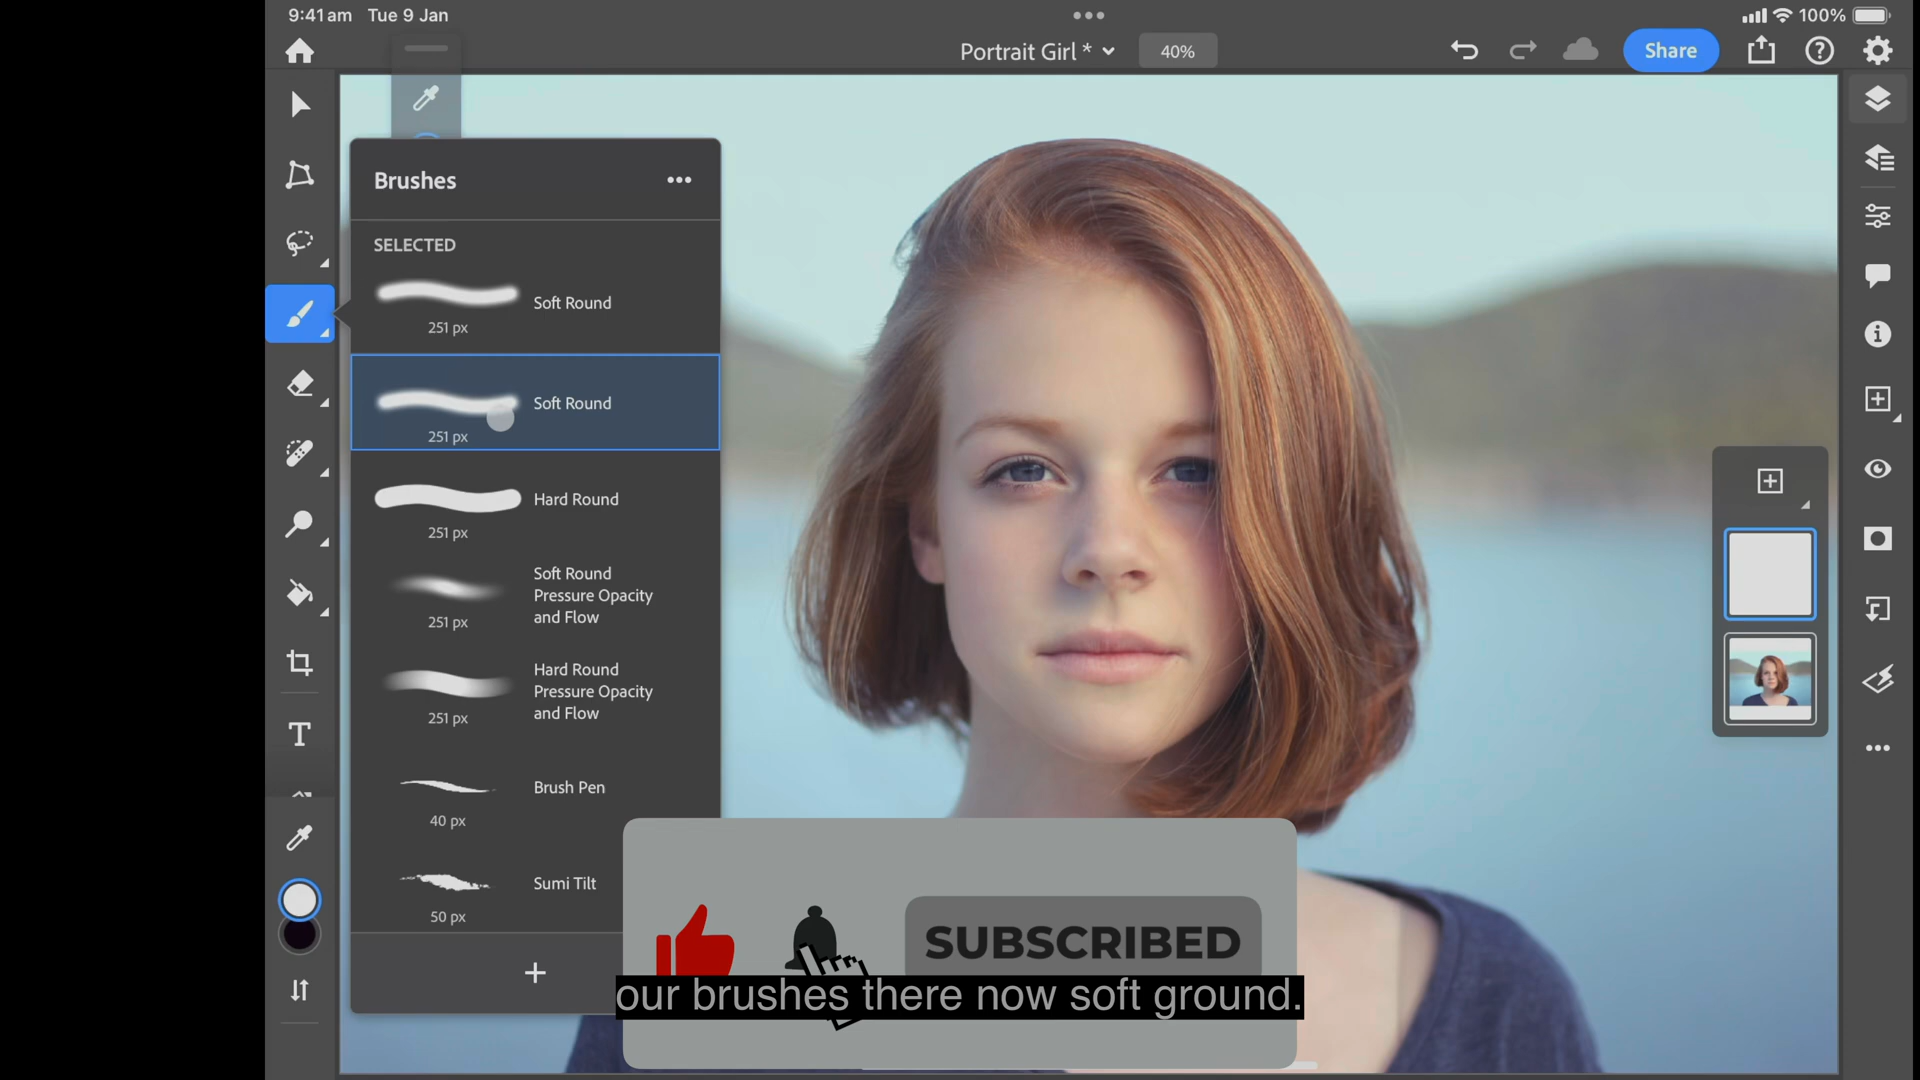 9:41 am Tue 9 Jan
100%
Portrait Girl *
40%
Share
Brushes
SELECTED
Soft Round
251 px
Soft Round
251 px
Hard Round
251 px
Soft Round
Pressure Opacity
and Flow
251 px
Hard Round
Pressure Opacity
and Flow
251 px
Brush Pen
40 px
Sumi Tilt
50 px
T
SUBSCRIBED
our brushes there now soft ground.